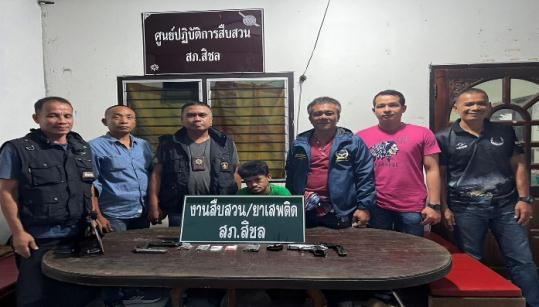 ศูนย์ปฏิบัติการสืบสวน
สภ.สิชล
งานสืบสวน/ยาเสพติด
สภ.สิชล